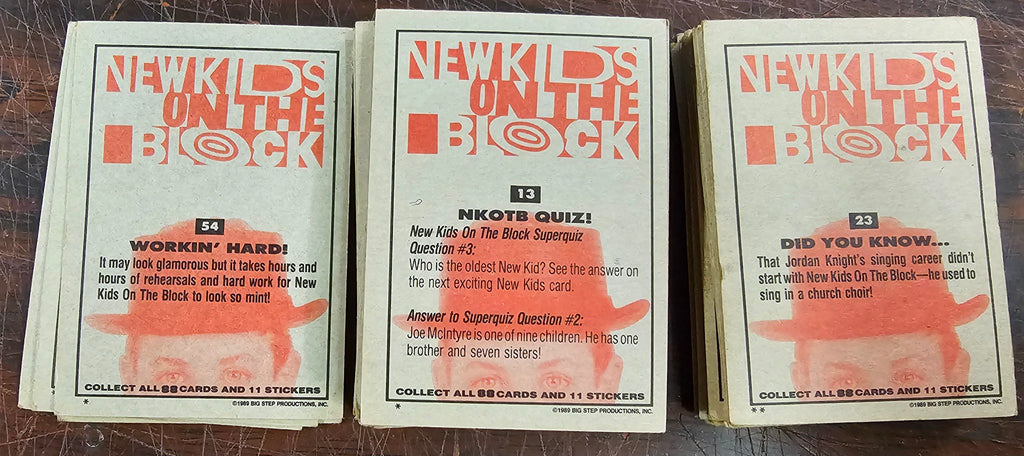 NEW KIDS
ON THE
BLOCK
54
WORKIN' HARD!
It may look glamorous but it takes hours and
hours of rehearsals and hard work for New
Kids On The Block to look so mint!
COLLECT ALL 88 CARDS AND 11 STICKERS
*
©1989 BIG STEP PRODUCTIONS, INC.
NEW KIDS
ON THE
BLOCK
13
NKOTB QUIZ!
New Kids On The Block Superquiz
Question #3:
Who is the oldest New Kid? See the answer on
the next exciting New Kids card.
Answer to Superquiz Question #2:
Joe McIntyre is one of nine children. He has one
brother and seven sisters!
COLLECT ALL 88 CARDS AND 11 STICKERS
*
©1989 BIG STEP PRODUCTIONS, INC.
NEW KIDS
ON THE
BLOCK
23
DID YOU KNOW...
That Jordan Knight's singing career didn't
start with New Kids On The Block—he used to
sing in a church choir!
COLLECT ALL 88 CARDS AND 11 STICKERS
**
©1989 BIG STEP PRODUCTIONS, INC.